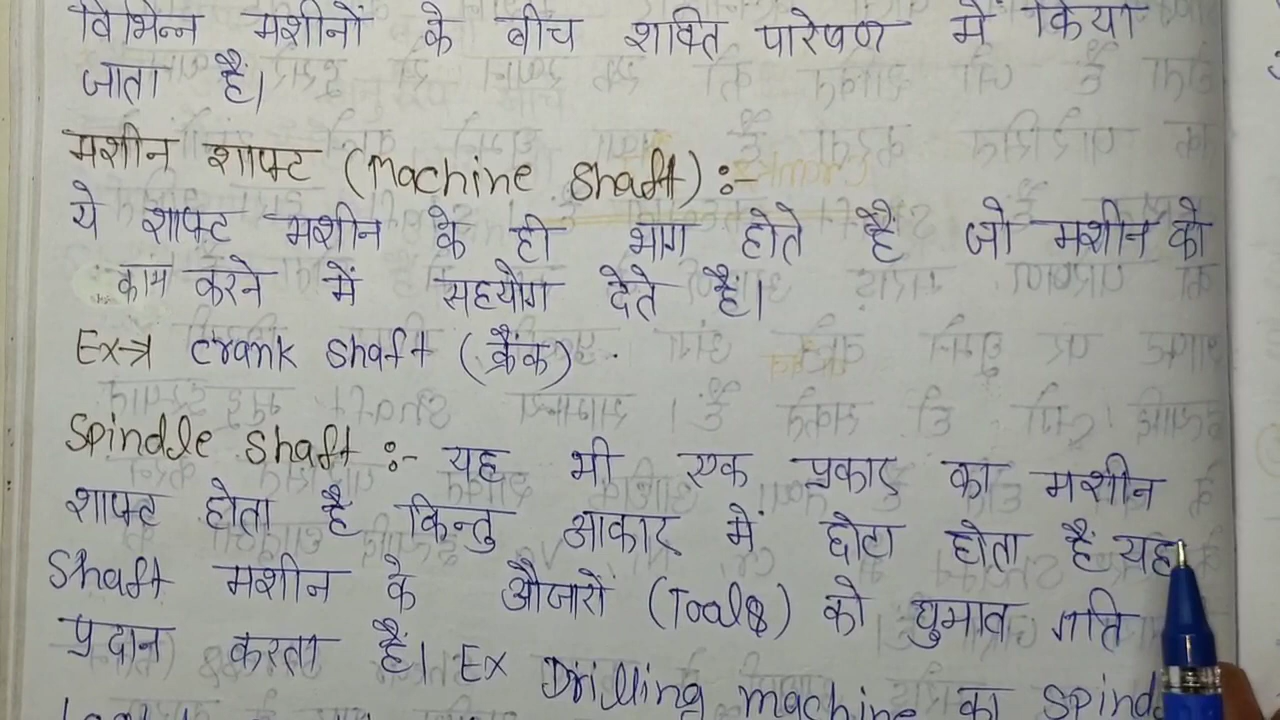 विभिन्न मशीनों के बीच शक्ति पारेषण में किया
जाता है।
मशीन शाफ्ट (Machine Shaft) :-
ये शाफ्ट मशीन के ही भाग होते है जो मशीन को
काम करने में सहयोग देते है।
Ex→ Crank shaft (क्रैंक)
Spindle Shaft :- यह भी एक प्रकार का मशीन
शाफ्ट होता है किन्तु आकार में छोटा होता है यह
Shaft मशीन के औजारों (Tools) को घुमाव गति
प्रदान करता है। Ex Drilling machine का Spind